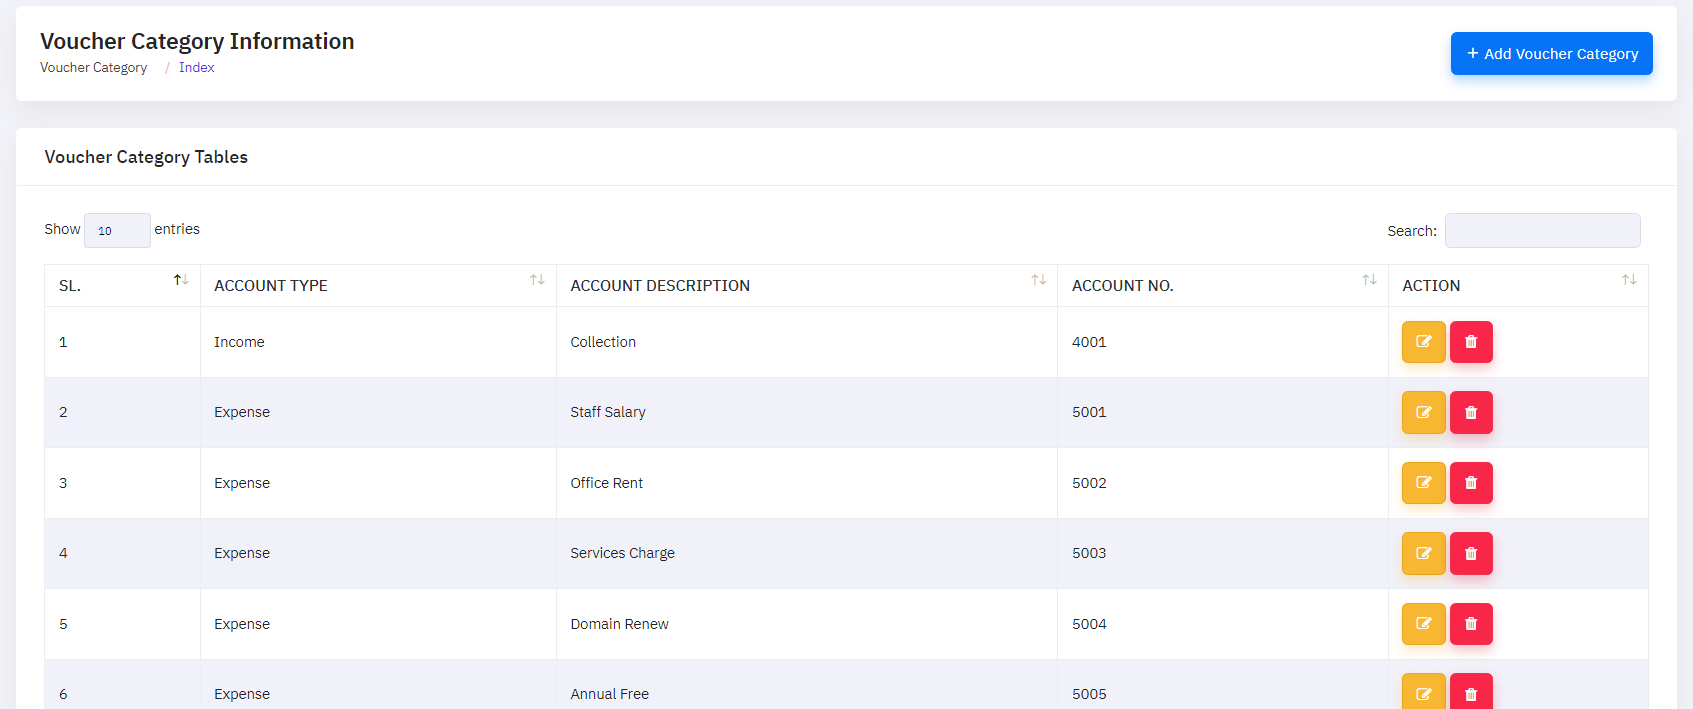 Voucher Category Information
Voucher Category / Index
+ Add Voucher Category
Voucher Category Tables
Show 10 entries
Search:
SL. ACCOUNT TYPE ACCOUNT DESCRIPTION ACCOUNT NO. ACTION
1 Income Collection 4001
2 Expense Staff Salary 5001
3 Expense Office Rent 5002
4 Expense Services Charge 5003
5 Expense Domain Renew 5004
6 Expense Annual Free 5005